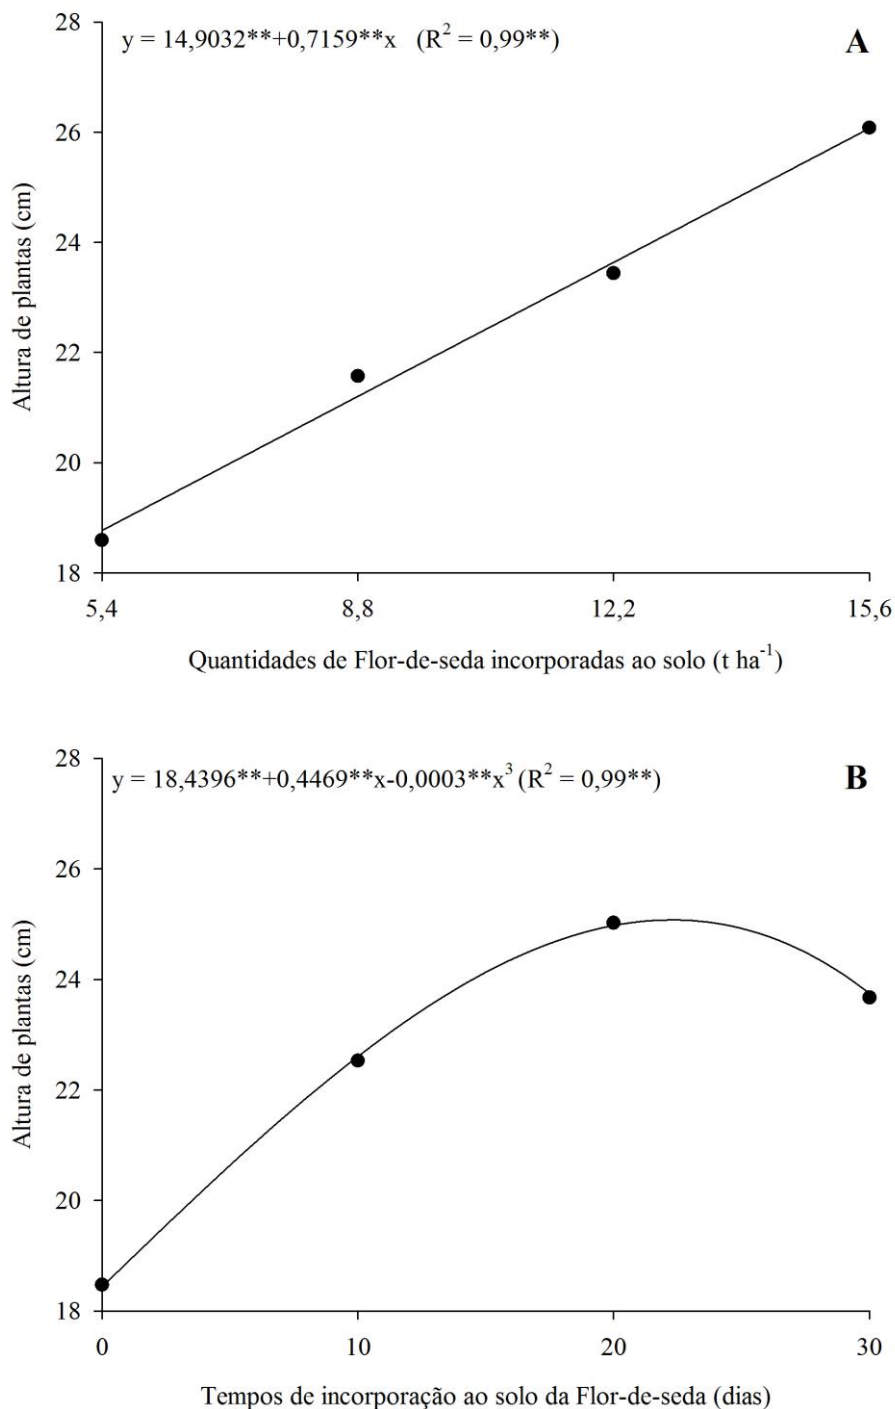 y = 14,9032**+0,7159**x (R² = 0,99**)
A
28
26
24
22
20
18
Altura de plantas (cm)
5,4 8,8 12,2 15,6
Quantidades de Flor-de-seda incorporadas ao solo (t ha⁻¹)
y = 18,4396**+0,4469**x-0,0003**x³ (R² = 0,99**)
B
28
26
24
22
20
18
Altura de plantas (cm)
0 10 20 30
Tempos de incorporação ao solo da Flor-de-seda (dias)